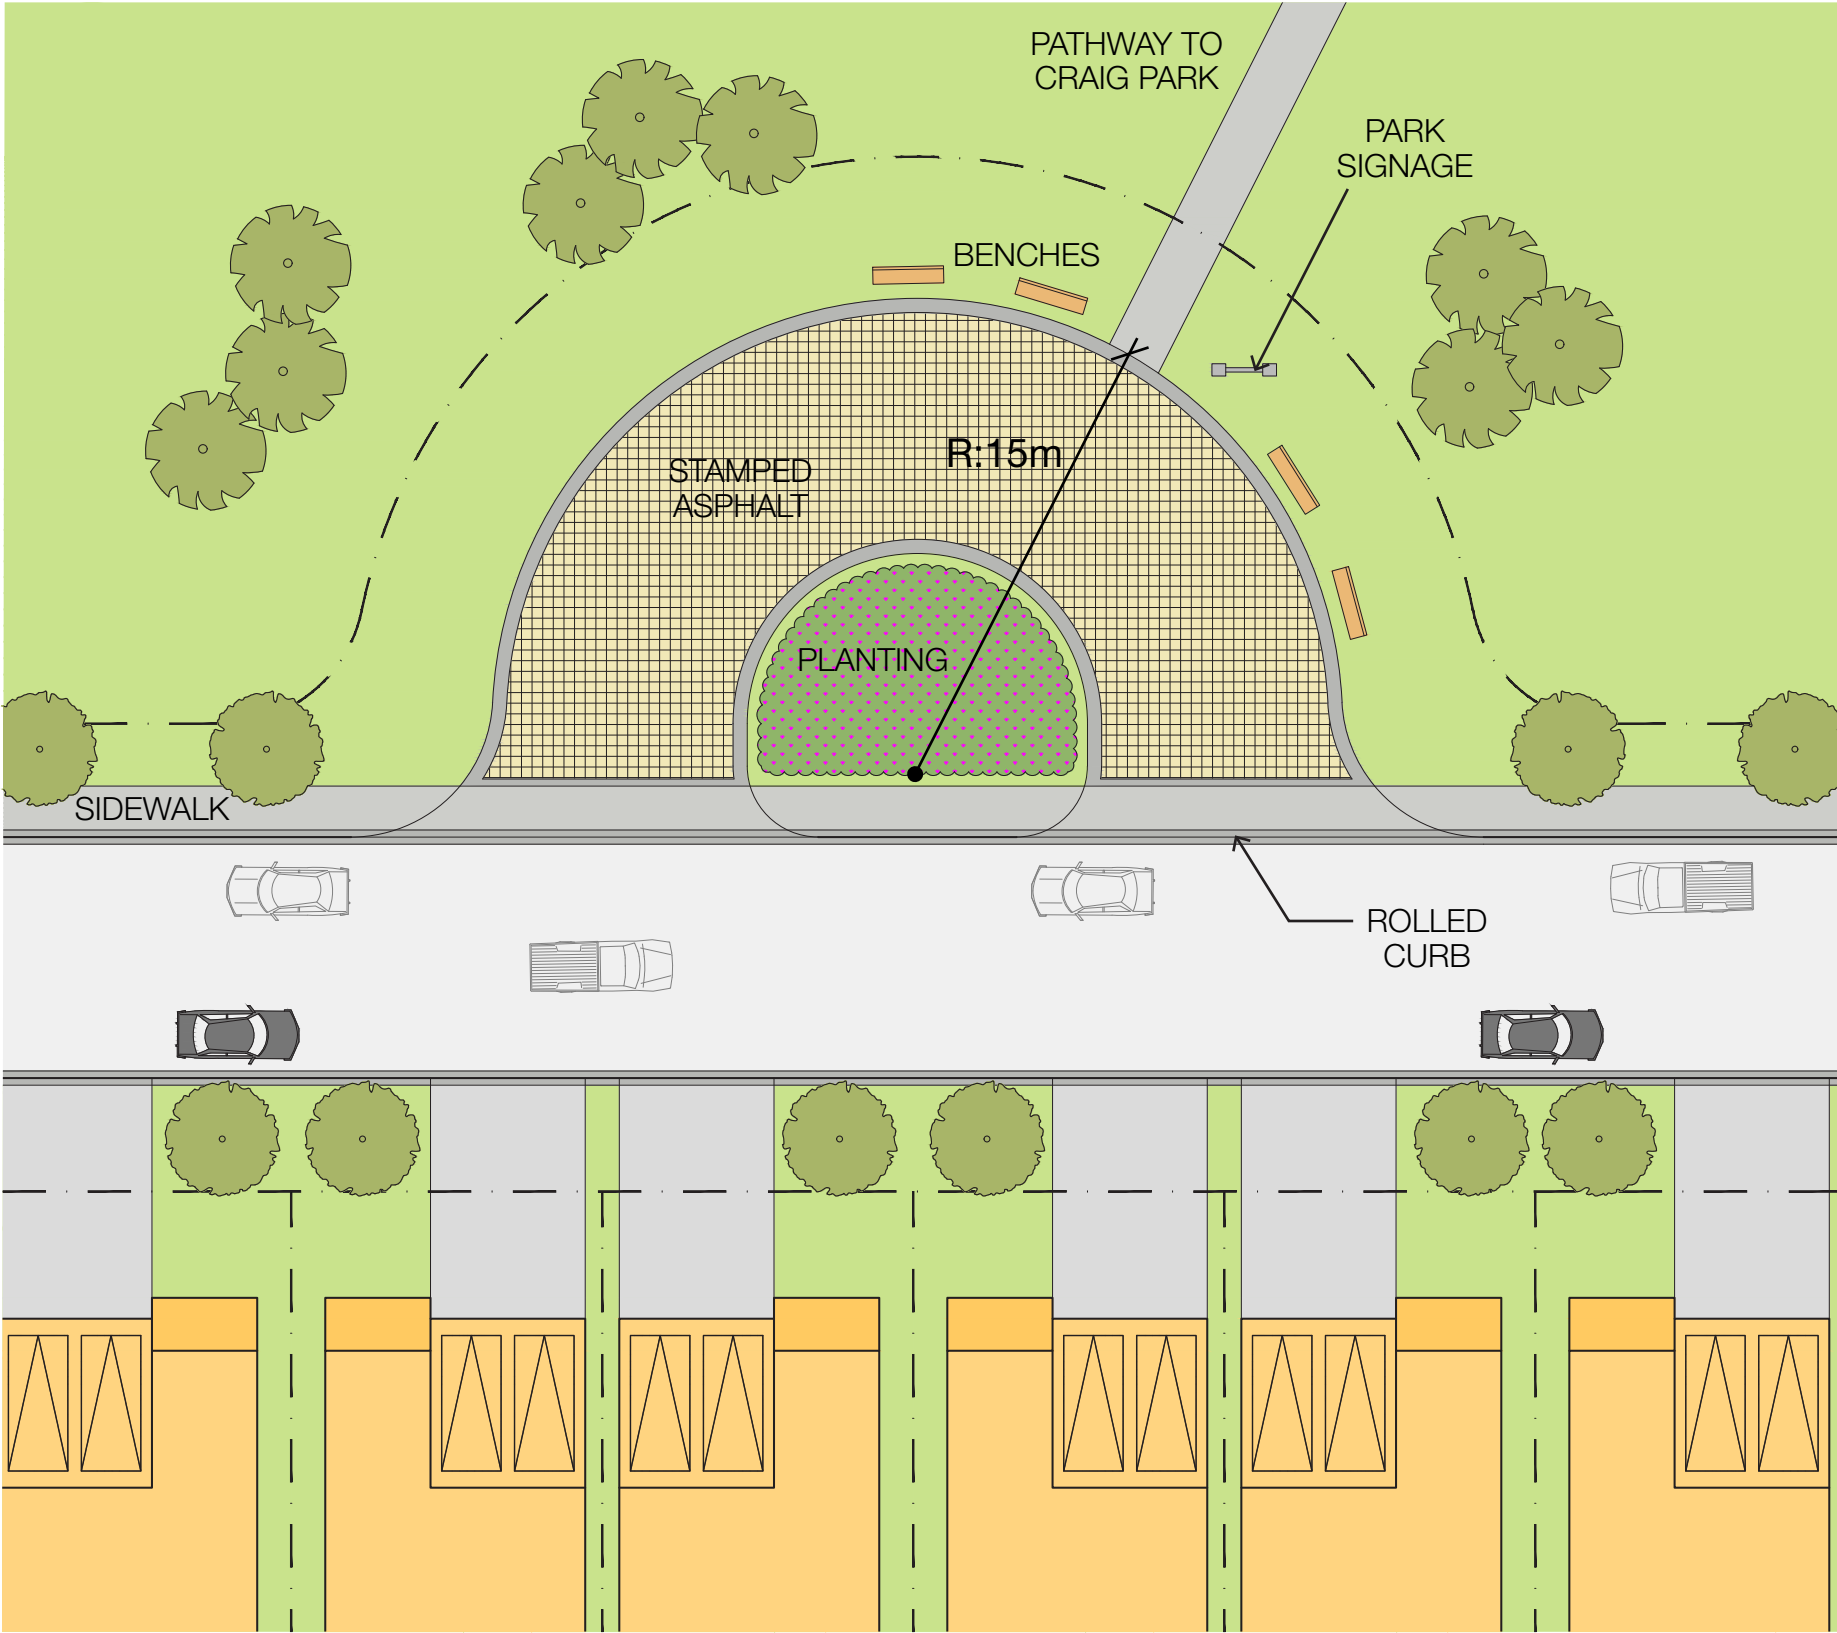 PATHWAY TO
CRAIG PARK
PARK
SIGNAGE
BENCHES
R:15m
STAMPED
ASPHALT
PLANTING
SIDEWALK
ROLLED
CURB